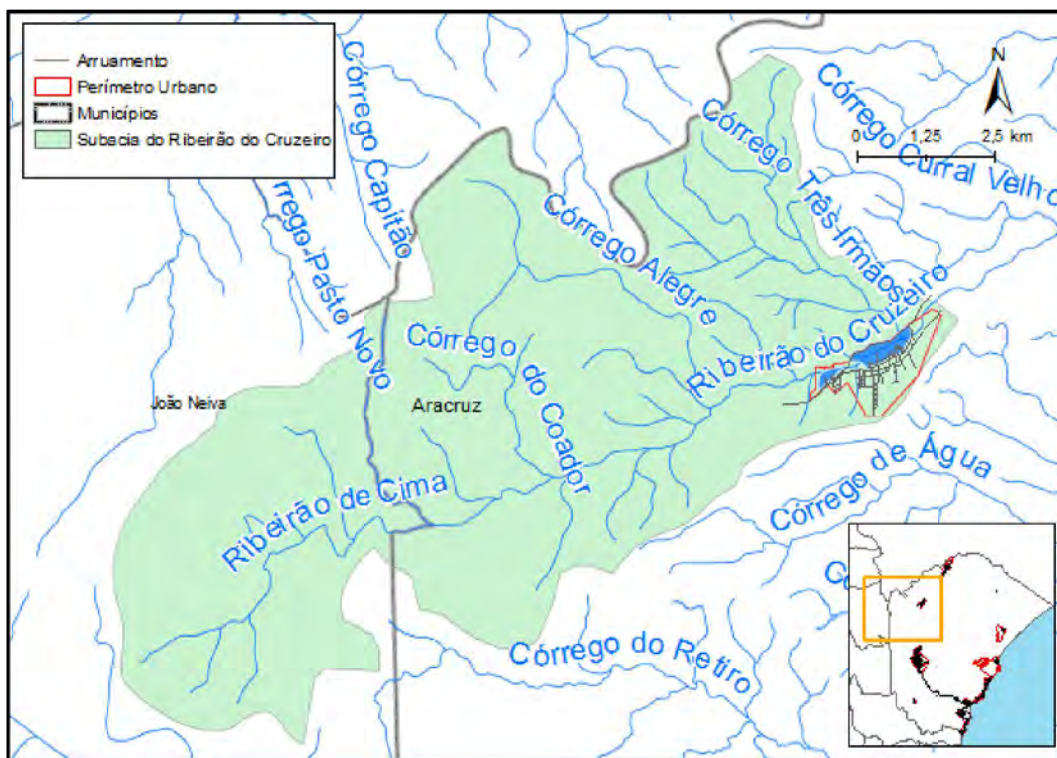 Arruamento
Perímetro Urbano
Municípios
Subacia do Ribeirão do Cruzeiro
N
0 1,25 2,5 km
Córrego Capitão
rrego Pasto Novo
Córrego Três Irmãos
Córrego Curral Velho
Córrego Alegre
Ribeirão do Cruzeiro
Córrego do Coador
João Neiva
Aracruz
Ribeirão de Cima
Córrego de Água
Córrego do Retiro